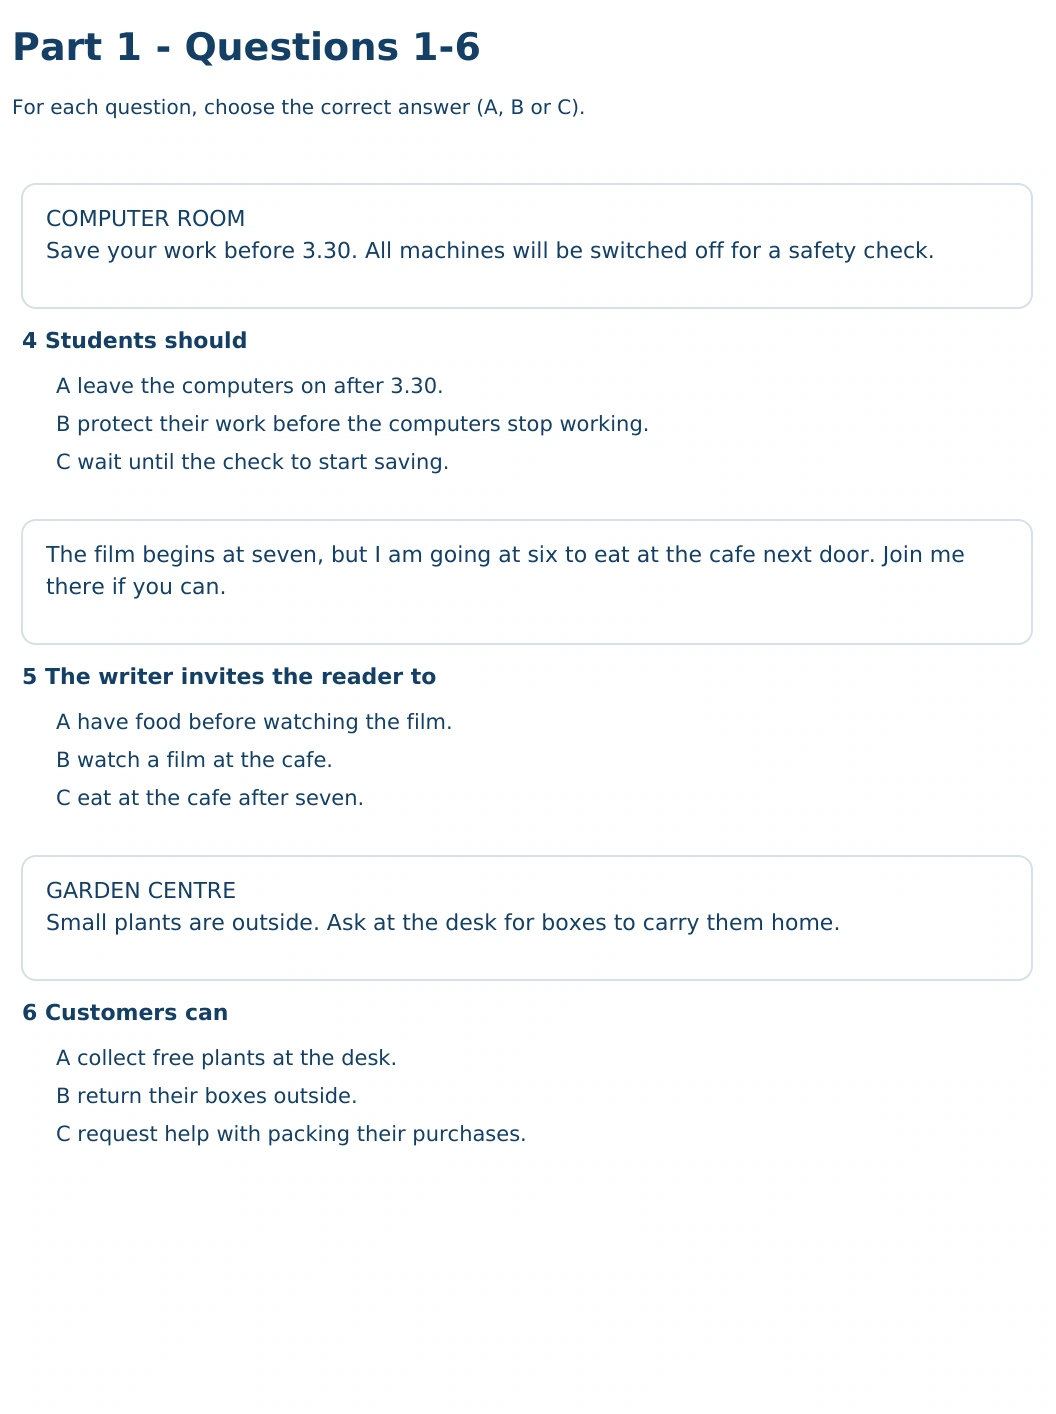 Part 1 - Questions 1-6
For each question, choose the correct answer (A, B or C).
COMPUTER ROOM
Save your work before 3.30. All machines will be switched off for a safety check.
4 Students should
A leave the computers on after 3.30.
B protect their work before the computers stop working.
C wait until the check to start saving.
The film begins at seven, but I am going at six to eat at the cafe next door. Join me
there if you can.
5 The writer invites the reader to
A have food before watching the film.
B watch a film at the cafe.
C eat at the cafe after seven.
GARDEN CENTRE
Small plants are outside. Ask at the desk for boxes to carry them home.
6 Customers can
A collect free plants at the desk.
B return their boxes outside.
C request help with packing their purchases.